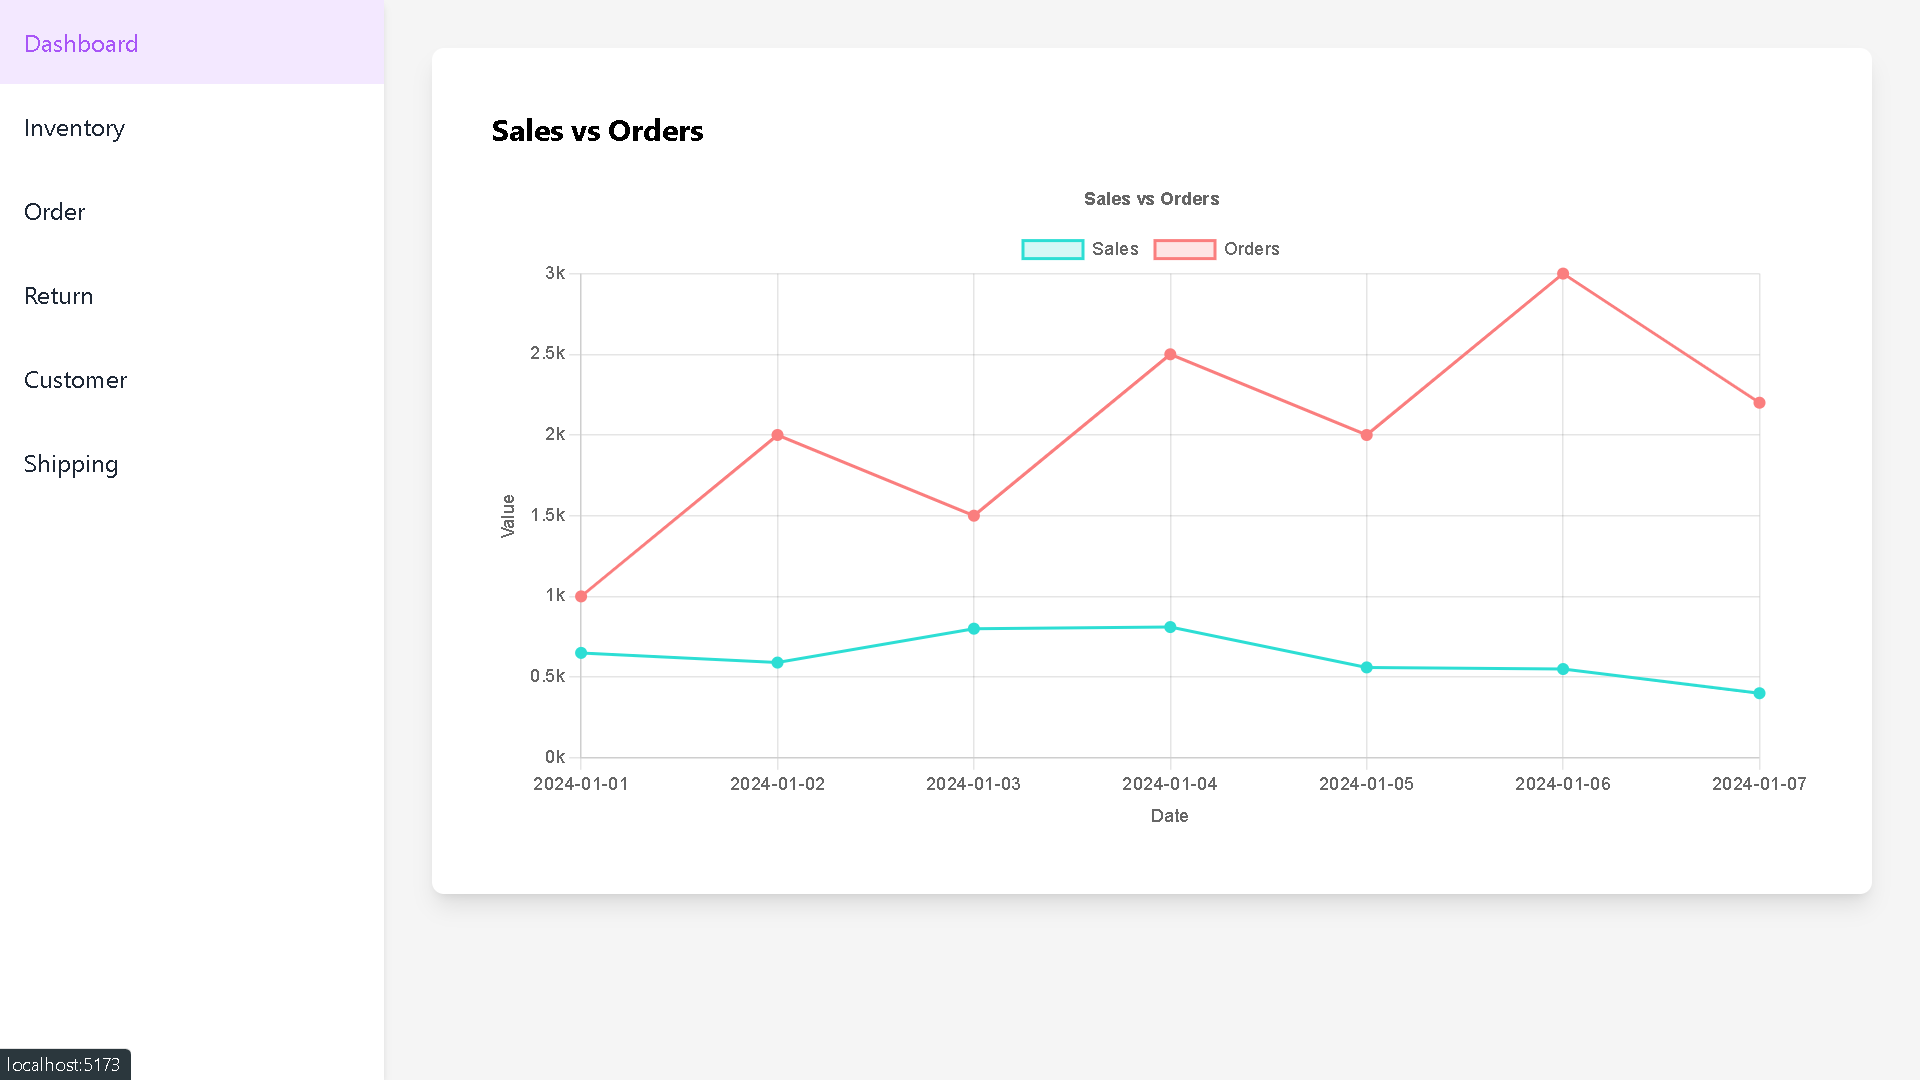 Dashboard
Inventory
Order
Return
Customer
Shipping
Sales vs Orders
Sales vs Orders
Sales Orders
3k
2.5k
2k
1.5k
1k
0.5k
0k
Value
2024-01-01 2024-01-02 2024-01-03 2024-01-04 2024-01-05 2024-01-06 2024-01-07
Date
localhost:5173